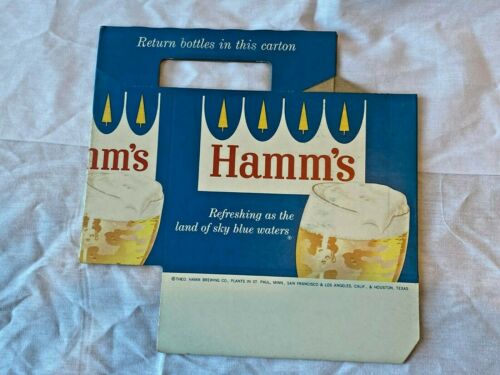 Return bottles in this carton
mm's
Hamm's
Refreshing as the
land of sky blue waters®
©THEO. HAMM BREWING CO., PLANTS IN ST. PAUL, MINN., SAN FRANCISCO & LOS ANGELES, CALIF., & HOUSTON, TEXAS